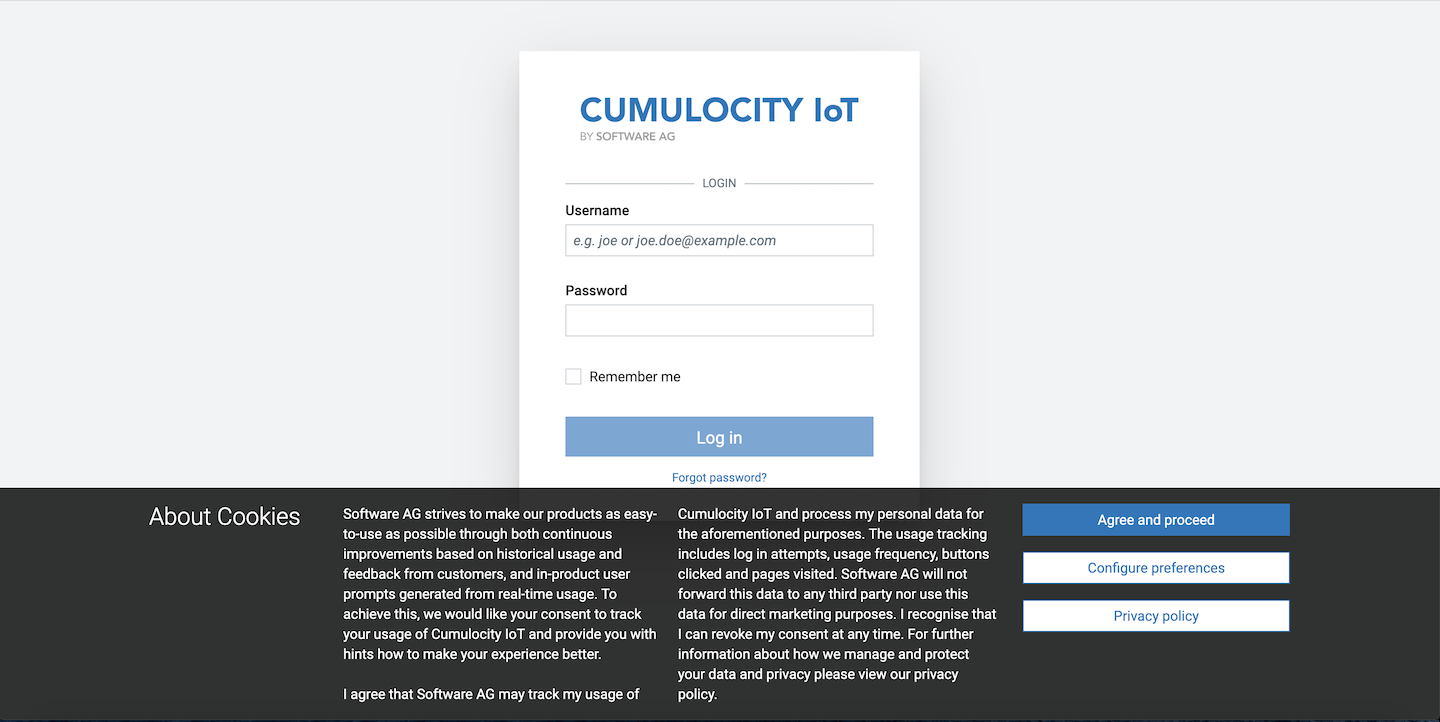 CUMULOCITY IoT
BY SOFTWARE AG
LOGIN
Username
e.g. joe or joe.doe@example.com
Password
Remember me
Log in
Forgot password?
About Cookies
Software AG strives to make our products as easy-
to-use as possible through both continuous
improvements based on historical usage and
feedback from customers, and in-product user
prompts generated from real-time usage. To
achieve this, we would like your consent to track
your usage of Cumulocity IoT and provide you with
hints how to make your experience better.
I agree that Software AG may track my usage of
Cumulocity IoT and process my personal data for
the aforementioned purposes. The usage tracking
includes log in attempts, usage frequency, buttons
clicked and pages visited. Software AG will not
forward this data to any third party nor use this
data for direct marketing purposes. I recognise that
I can revoke my consent at any time. For further
information about how we manage and protect
your data and privacy please view our privacy
policy.
Agree and proceed
Configure preferences
Privacy policy